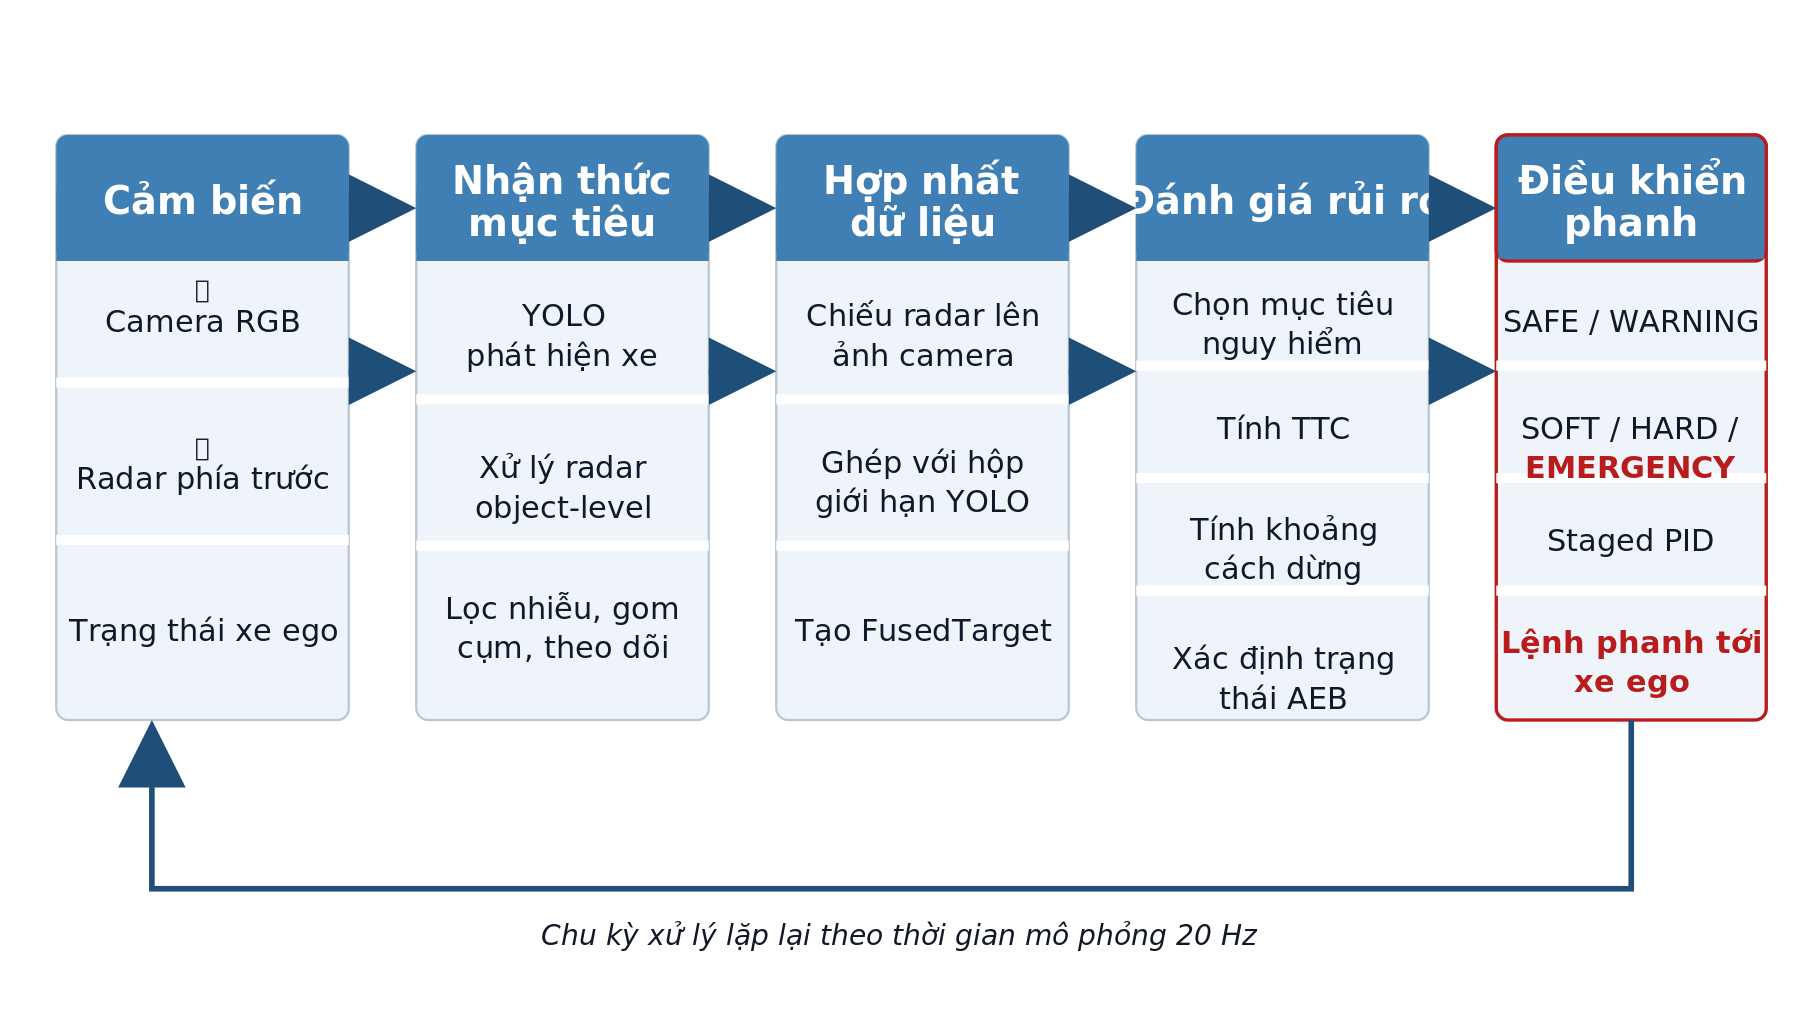 Cảm biến
Camera RGB
Radar phía trước
Trạng thái xe ego
Nhận thức
mục tiêu
YOLO
phát hiện xe
Xử lý radar
object-level
Lọc nhiễu, gom
cụm, theo dõi
Hợp nhất
dữ liệu
Chiếu radar lên
ảnh camera
Ghép với hộp
giới hạn YOLO
Tạo FusedTarget
Đánh giá rủi ro
Chọn mục tiêu
nguy hiểm
Tính TTC
Tính khoảng
cách dừng
Xác định trạng
thái AEB
Điều khiển
phanh
SAFE / WARNING
SOFT / HARD /
EMERGENCY
Staged PID
Lệnh phanh tới
xe ego
Chu kỳ xử lý lặp lại theo thời gian mô phỏng 20 Hz